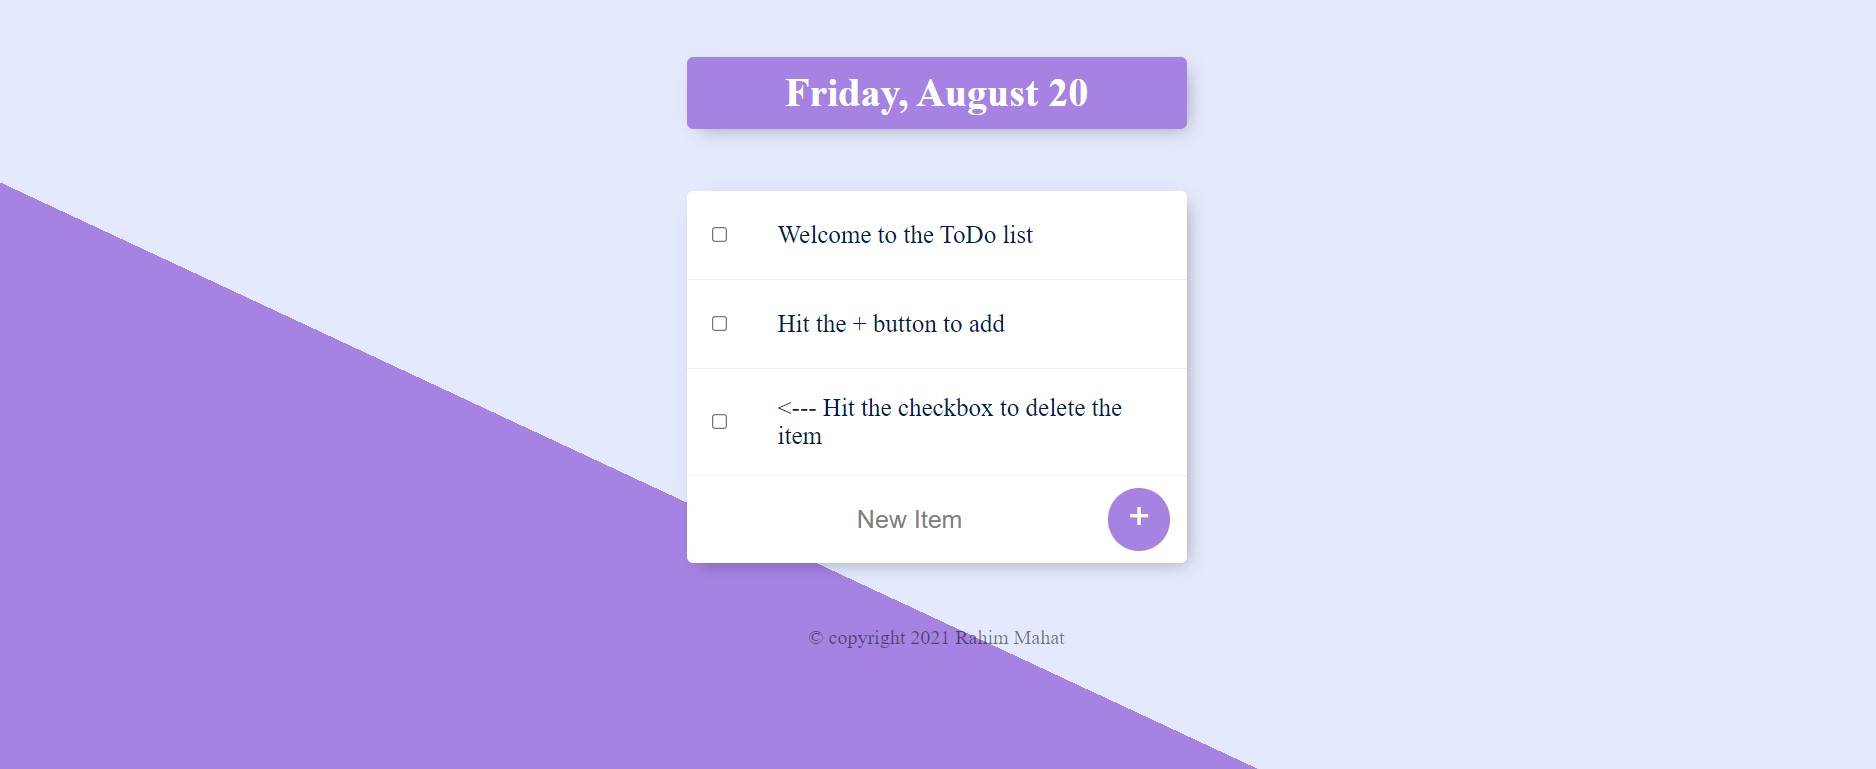 Friday, August 20
Welcome to the ToDo list
Hit the + button to add
<--- Hit the checkbox to delete the
item
New Item
+
© copyright 2021 Rahim Mahat